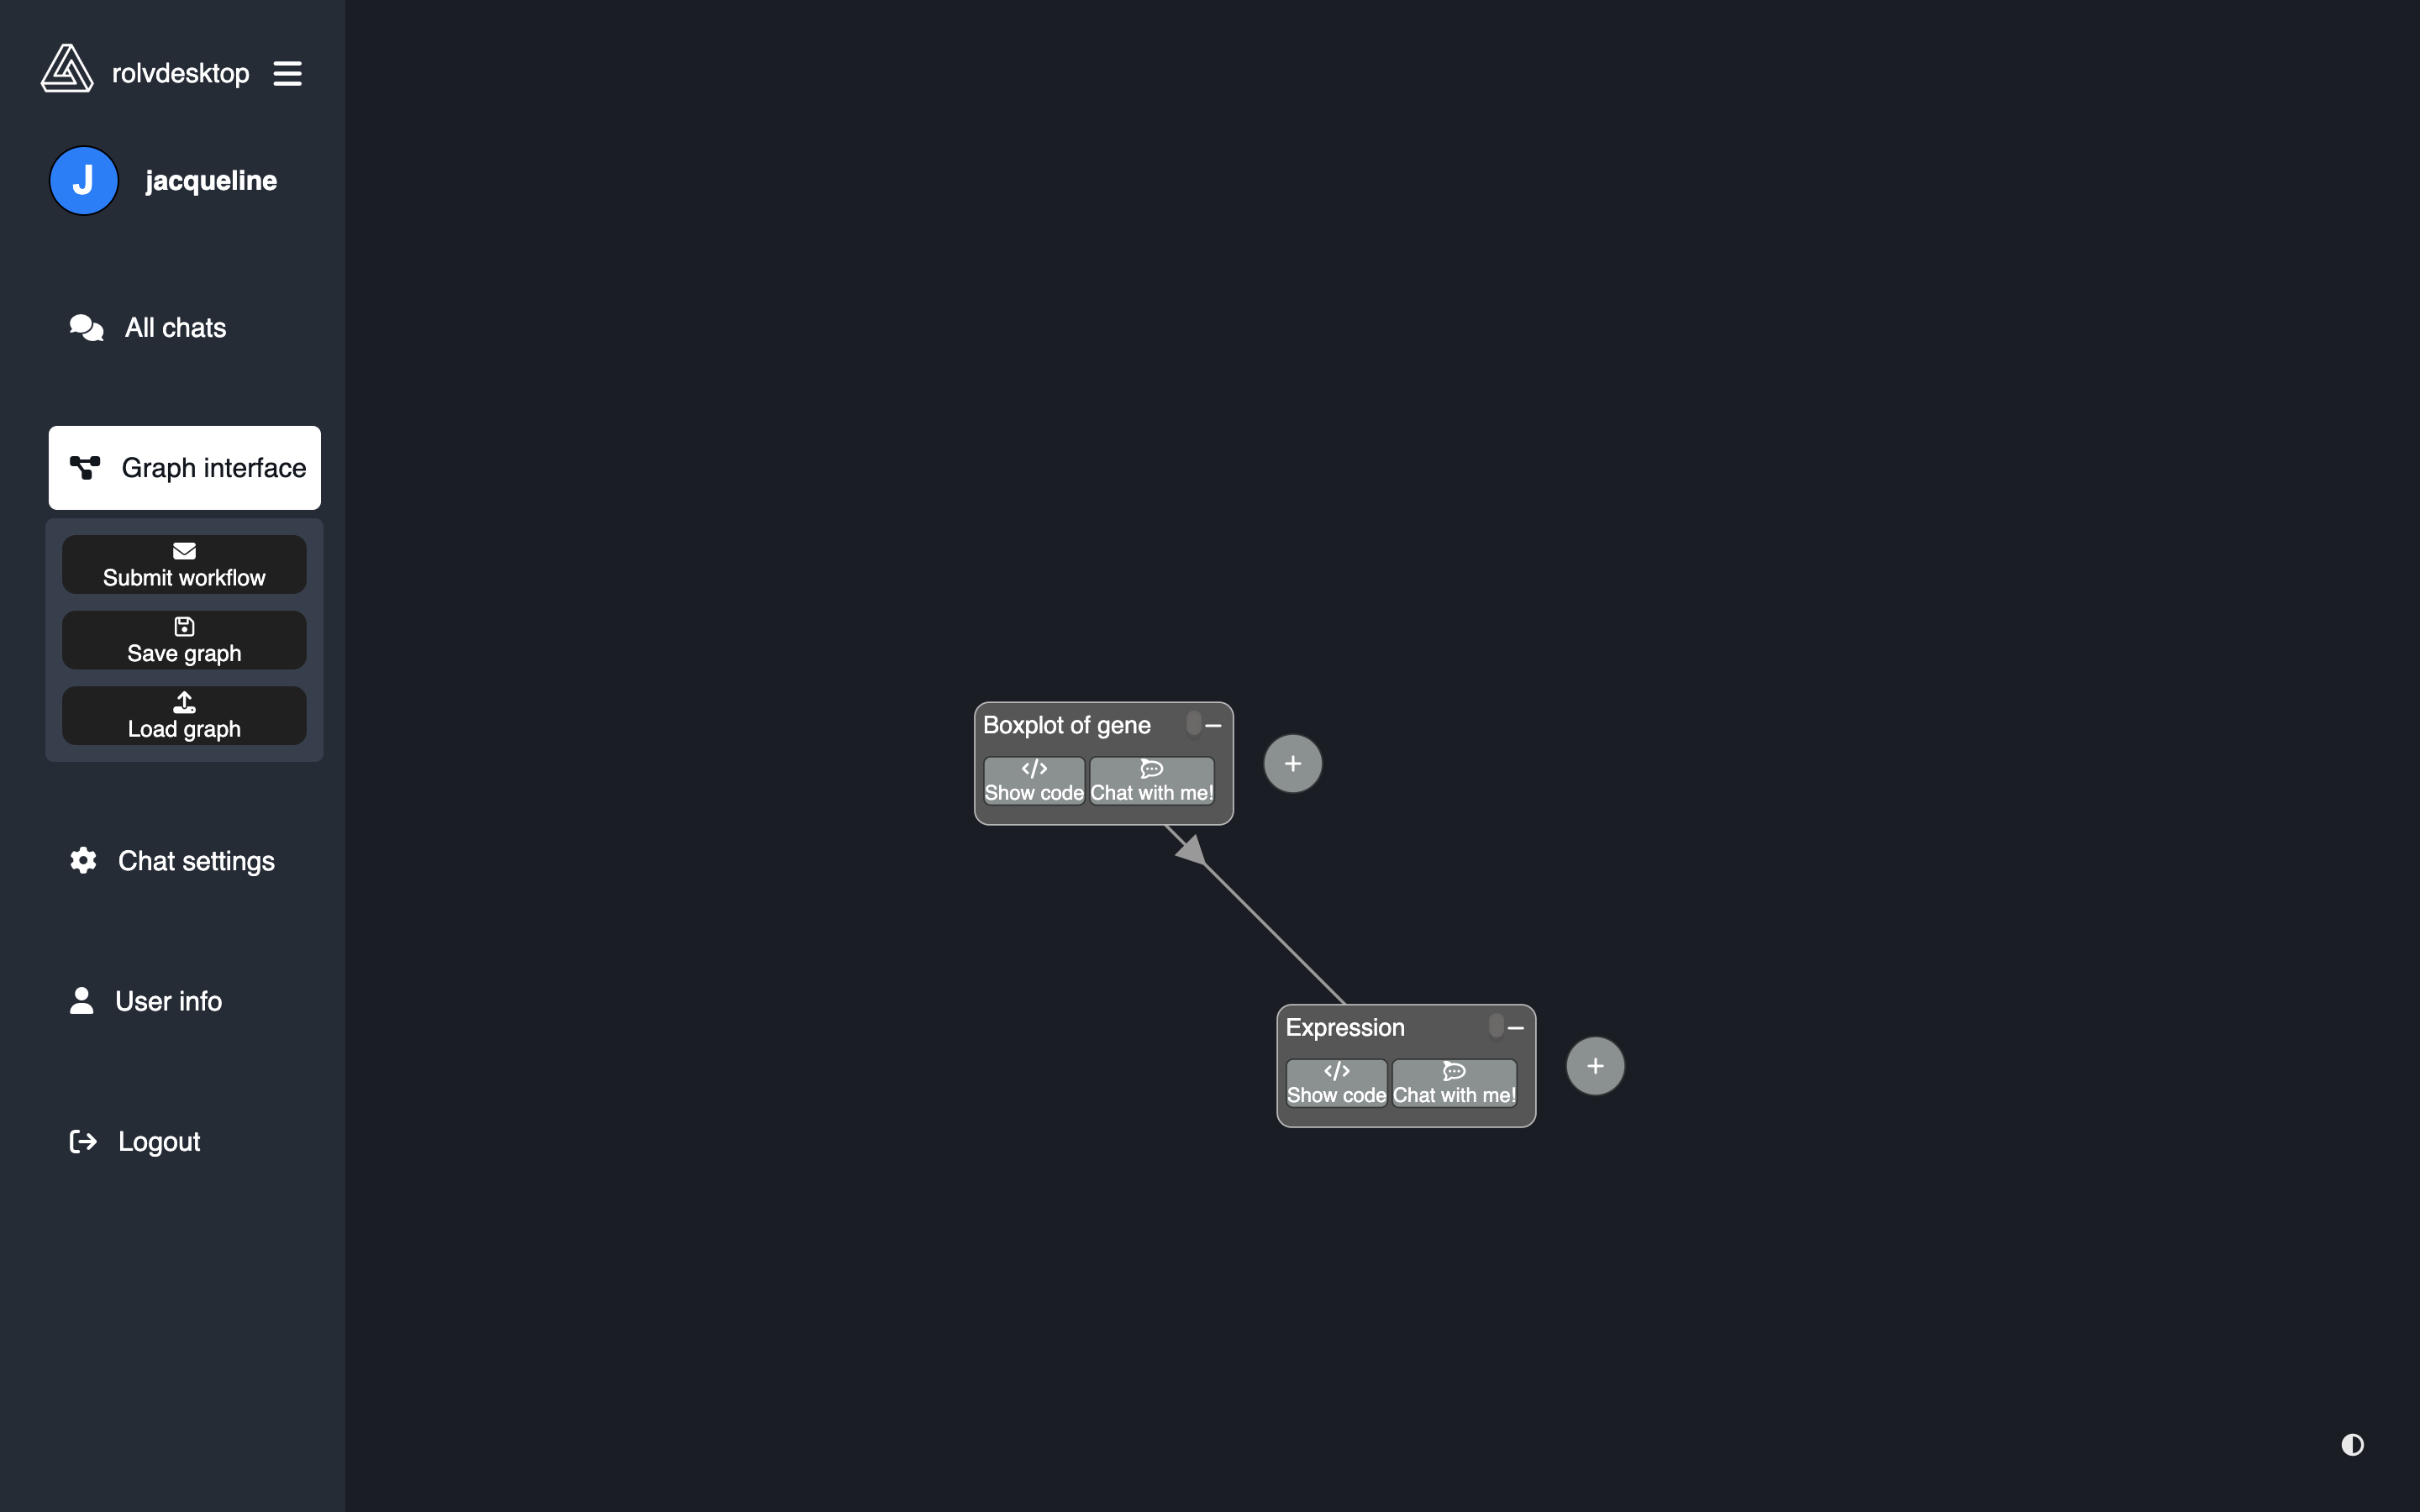 rolvdesktop
J
jacqueline
All chats
Graph interface
Submit workflow
Save graph
Load graph
Chat settings
User info
Logout
Boxplot of gene
</> Show code
Chat with me!
+
Expression
</> Show code
Chat with me!
+